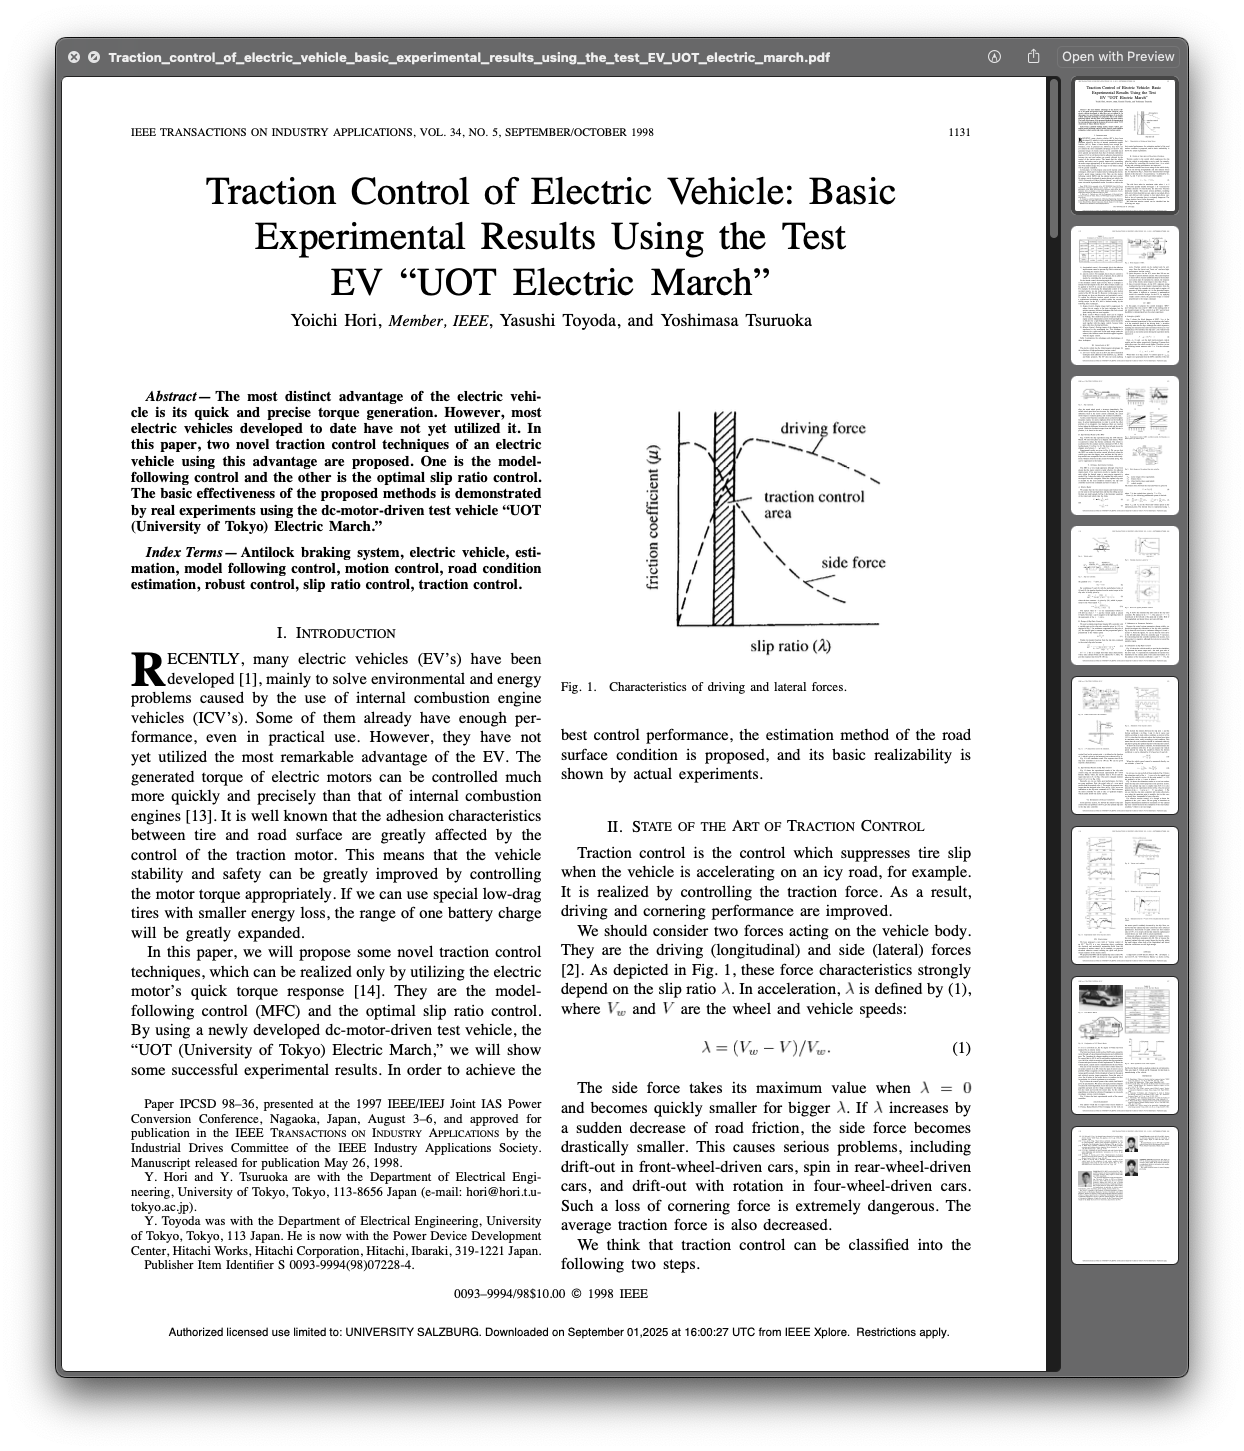 Traction_control_of_electric_vehicle_basic_experimental_results_using_the_test_EV_UOT_electric_march.pdf
Open with Preview
IEEE TRANSACTIONS ON INDUSTRY APPLICATIONS, VOL. 34, NO. 5, SEPTEMBER/OCTOBER 1998
1131
Traction Control of Electric Vehicle: Basic
Experimental Results Using the Test
EV “UOT Electric March”
Yoichi Hori, Member, IEEE, Yasushi Toyoda, and Yoshimasa Tsuruoka
Abstract—The most distinct advantage of the electric vehi-
cle is its quick and precise torque generation. However, most
electric vehicles developed to date have not yet utilized it. In
this paper, two novel traction control techniques of an electric
vehicle using this advantage are proposed. One is the model-
following control and the other is the optimal slip ratio control.
The basic effectiveness of the proposed methods is demonstrated
by real experiments using the dc-motor-driven test vehicle “UOT
(University of Tokyo) Electric March.”
Index Terms—Antilock braking system, electric vehicle, esti-
mation, model following control, motion control, road condition
estimation, robust control, slip ratio control, traction control.
I. INTRODUCTION
RECENTLY, many electric vehicles (EV’s) have been
developed [1], mainly to solve environmental and energy
problems caused by the use of internal combustion engine
vehicles (ICV’s). Some of them already have enough per-
formance, even in practical use. However, they have not
yet utilized the most remarkable advantage of the EV. The
generated torque of electric motors can be controlled much
more quickly and precisely than that of internal combustion
engines [13]. It is well known that the adhesion characteristics
between tire and road surface are greatly affected by the
control of the traction motor. This means that the vehicle
stability and safety can be greatly improved by controlling
the motor torque appropriately. If we can use special low-drag
tires with smaller energy loss, the range of one battery charge
will be greatly expanded.
In this paper, we will propose some novel traction control
techniques, which can be realized only by utilizing the electric
motor’s quick torque response [14]. They are the model-
following control (MFC) and the optimal slip ratio control.
By using a newly developed dc-motor-driven test vehicle, the
“UOT (University of Tokyo) Electric March,” we will show
some successful experimental results. In order to achieve the
Paper IPCSD 98–36, presented at the 1997 IEEE/IEEJ Joint IAS Power
Conversion Conference, Nagaoka, Japan, August 3–6, and approved for
publication in the IEEE TRANSACTIONS ON INDUSTRY APPLICATIONS by the
Industrial Drives Committee of the IEEE Industry Applications Society.
Manuscript released for publication May 26, 1998.
Y. Hori and Y. Tsuruoka are with the Department of Electrical Engi-
neering, University of Tokyo, Tokyo, 113-8656 Japan (e-mail: hori@hori.t.u-
tokyo.ac.jp).
Y. Toyoda was with the Department of Electrical Engineering, University
of Tokyo, Tokyo, 113 Japan. He is now with the Power Device Development
Center, Hitachi Works, Hitachi Corporation, Hitachi, Ibaraki, 319-1221 Japan.
Publisher Item Identifier S 0093-9994(98)07228-4.
driving force
friction coefficient (μ)
traction control
area
side force
slip ratio (λ)
Fig. 1. Characteristics of driving and lateral forces.
best control performance, the estimation method of the road
surface condition is proposed, and its basic realizability is
shown by actual experiments.
II. STATE OF THE ART OF TRACTION CONTROL
Traction control is the control which suppresses tire slip
when the vehicle is accelerating on an icy road, for example.
It is realized by controlling the traction force. As a result,
driving and cornering performance are improved.
We should consider two forces acting on the vehicle body.
They are the driving (longitudinal) and side (lateral) forces
[2]. As depicted in Fig. 1, these force characteristics strongly
depend on the slip ratio λ. In acceleration, λ is defined by (1),
where Vw and V are the wheel and vehicle speeds:
λ = (Vw − V)/Vw. (1)
The side force takes its maximum value when λ = 0
and becomes quickly smaller for bigger λ. If λ increases by
a sudden decrease of road friction, the side force becomes
drastically smaller. This causes serious problems, including
drift-out in front-wheel-driven cars, spin in rear-wheel-driven
cars, and drift-out with rotation in four-wheel-driven cars.
Such a loss of cornering force is extremely dangerous. The
average traction force is also decreased.
We think that traction control can be classified into the
following two steps.
0093–9994/98$10.00 © 1998 IEEE
Authorized licensed use limited to: UNIVERSITY SALZBURG. Downloaded on September 01,2025 at 16:00:27 UTC from IEEE Xplore. Restrictions apply.